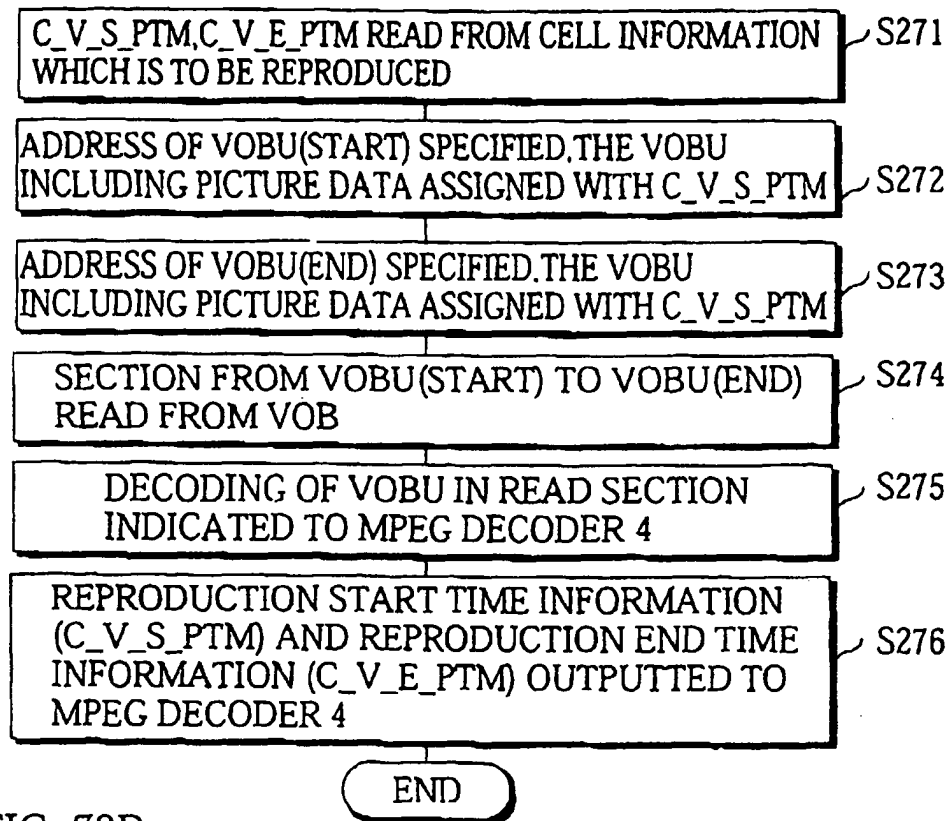 C_V_S_PTM,C_V_E_PTM READ FROM CELL INFORMATION
WHICH IS TO BE REPRODUCED
S271
ADDRESS OF VOBU(START) SPECIFIED.THE VOBU
INCLUDING PICTURE DATA ASSIGNED WITH C_V_S_PTM
S272
ADDRESS OF VOBU(END) SPECIFIED.THE VOBU
INCLUDING PICTURE DATA ASSIGNED WITH C_V_S_PTM
S273
SECTION FROM VOBU(START) TO VOBU(END)
READ FROM VOB
S274
DECODING OF VOBU IN READ SECTION
INDICATED TO MPEG DECODER 4
S275
REPRODUCTION START TIME INFORMATION
(C_V_S_PTM) AND REPRODUCTION END TIME
INFORMATION (C_V_E_PTM) OUTPUTTED TO
MPEG DECODER 4
S276
END